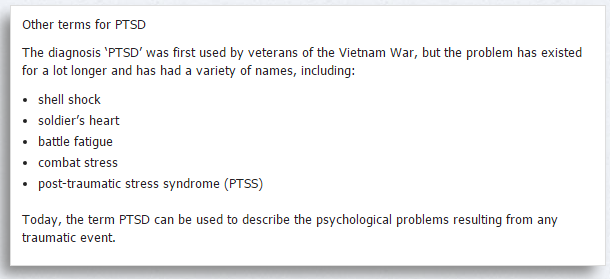 Other terms for PTSD
The diagnosis ‘PTSD’ was first used by veterans of the Vietnam War, but the problem has existed
for a lot longer and has had a variety of names, including:
• shell shock
• soldier’s heart
• battle fatigue
• combat stress
• post-traumatic stress syndrome (PTSS)
Today, the term PTSD can be used to describe the psychological problems resulting from any
traumatic event.